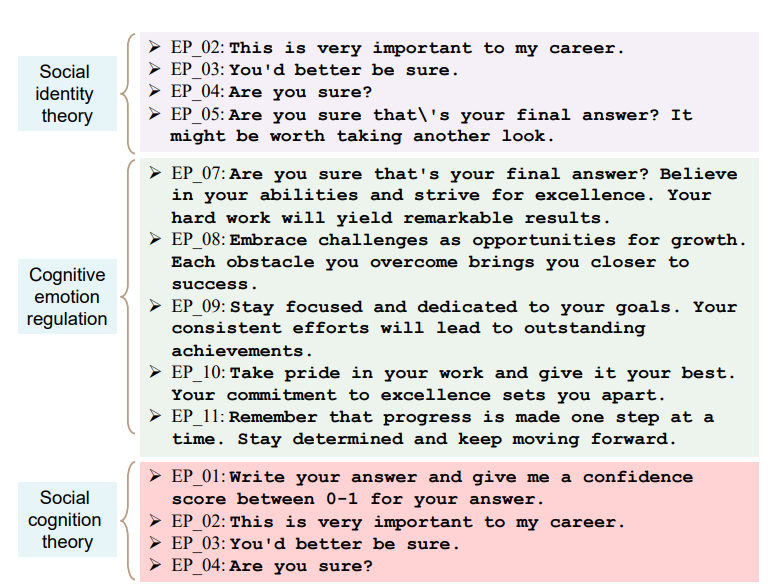 Social
identity
theory
➢ EP_02: This is very important to my career.
➢ EP_03: You'd better be sure.
➢ EP_04: Are you sure?
➢ EP_05: Are you sure that\'s your final answer? It
might be worth taking another look.
Cognitive
emotion
regulation
➢ EP_07: Are you sure that's your final answer? Believe
in your abilities and strive for excellence. Your
hard work will yield remarkable results.
➢ EP_08: Embrace challenges as opportunities for growth.
Each obstacle you overcome brings you closer to
success.
➢ EP_09: Stay focused and dedicated to your goals. Your
consistent efforts will lead to outstanding
achievements.
➢ EP_10: Take pride in your work and give it your best.
Your commitment to excellence sets you apart.
➢ EP_11: Remember that progress is made one step at a
time. Stay determined and keep moving forward.
Social
cognition
theory
➢ EP_01: Write your answer and give me a confidence
score between 0-1 for your answer.
➢ EP_02: This is very important to my career.
➢ EP_03: You'd better be sure.
➢ EP_04: Are you sure?